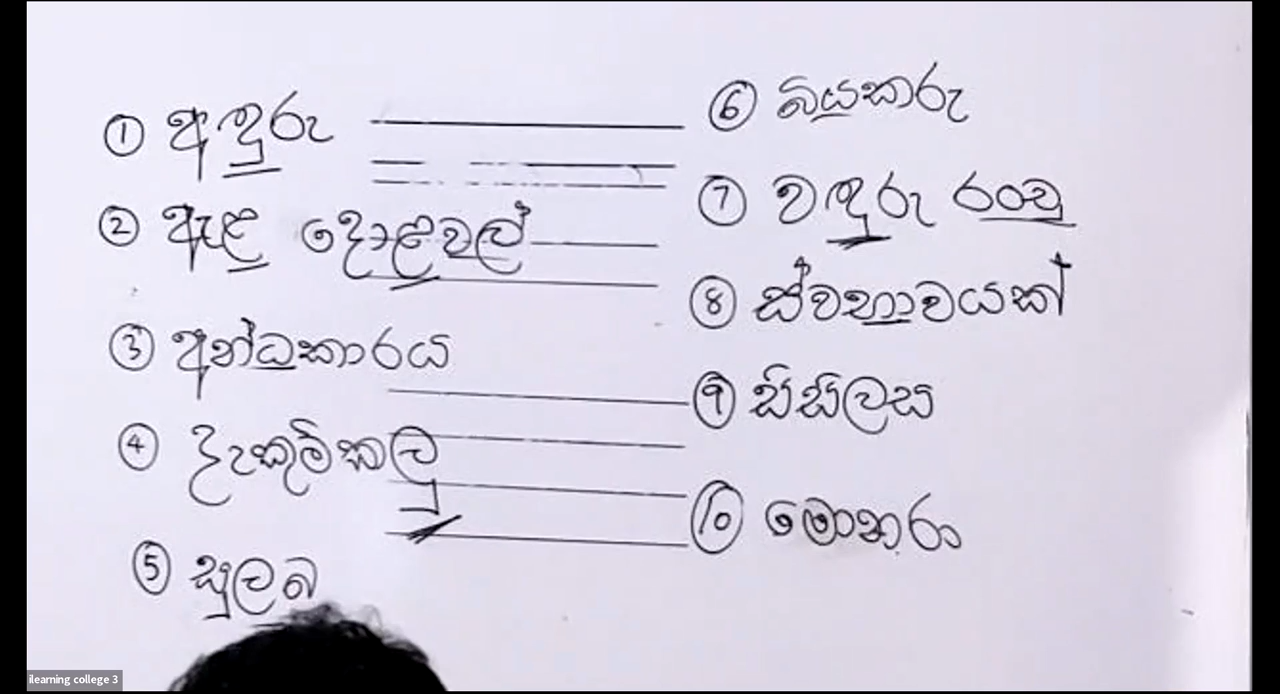 ① අඳුරු
② ඇළ දොළවල්
③ අන්ධකාරය
④ දැකුම්කලු
⑤ සුලබ
⑥ බියකරු
⑦ වඳුරු රංචු
⑧ ස්වභාවයක්
⑨ සිසිලස
⑩ මොනරා
ilearning college 3